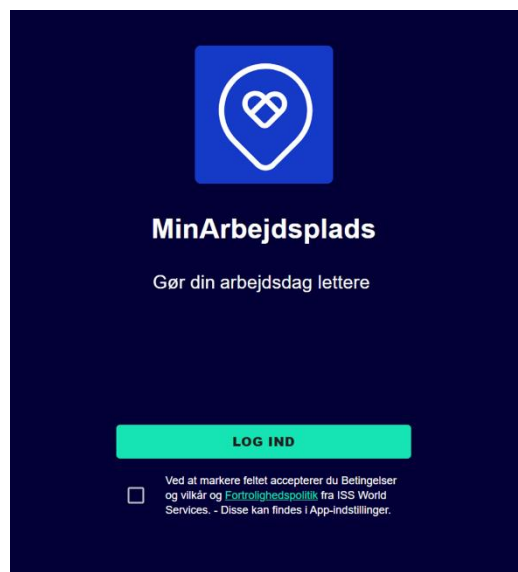 MinArbejdsplads
Gør din arbejdsdag lettere
LOG IND
Ved at markere feltet accepterer du Betingelser
og vilkår og Fortrolighedspolitik fra ISS World
Services. - Disse kan findes i App-indstillinger.